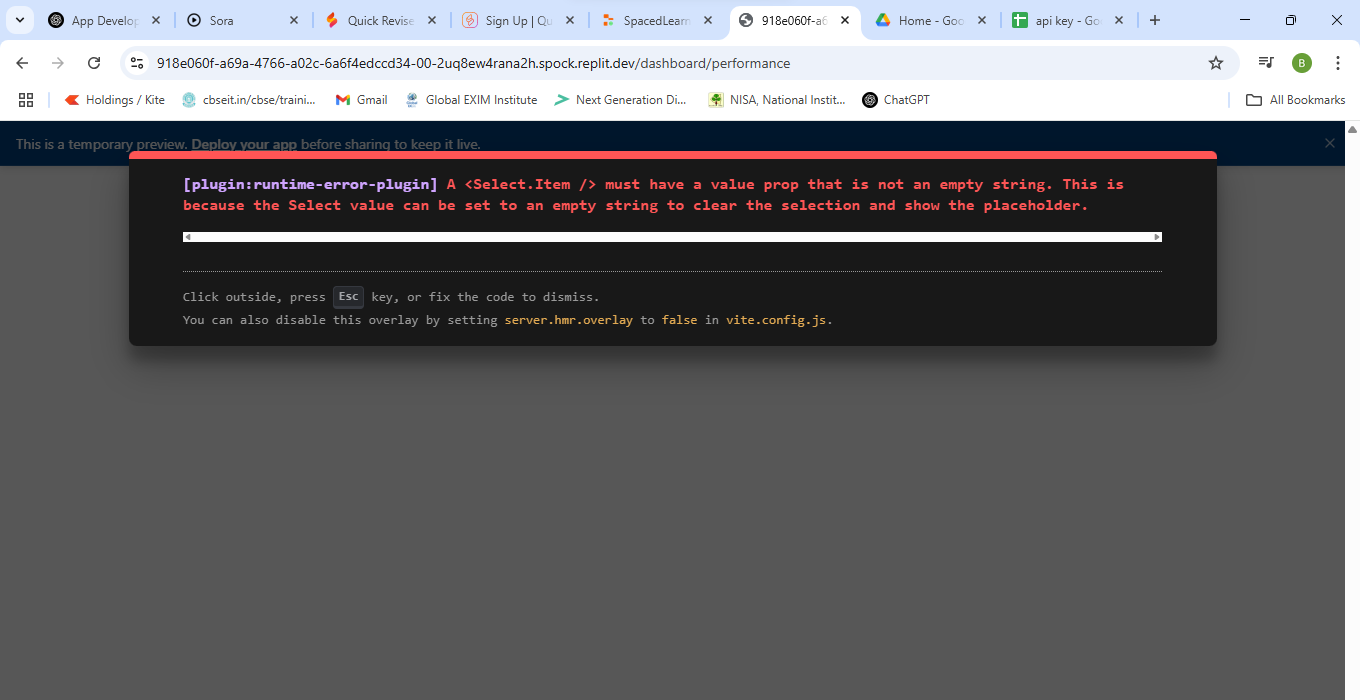 App Develop
Sora
Quick Revise
Sign Up | Qu
SpacedLearn
918e060f-a6
Home - Goo
api key - Go
918e060f-a69a-4766-a02c-6a6f4edccd34-00-2uq8ew4rana2h.spock.replit.dev/dashboard/performance
B
Holdings / Kite
cbseit.in/cbse/traini...
Gmail
Global EXIM Institute
Next Generation Di...
NISA, National Instit...
ChatGPT
All Bookmarks
This is a temporary preview. Deploy your app before sharing to keep it live.
[plugin:runtime-error-plugin] A <Select.Item /> must have a value prop that is not an empty string. This is
because the Select value can be set to an empty string to clear the selection and show the placeholder.
Click outside, press Esc key, or fix the code to dismiss.
You can also disable this overlay by setting server.hmr.overlay to false in vite.config.js.